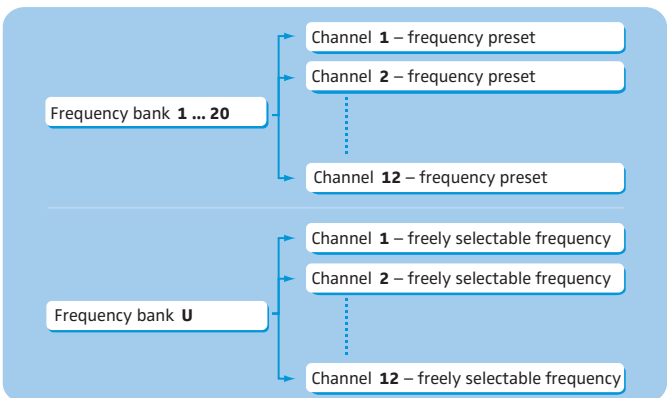 Channel 1 – frequency preset
Channel 2 – frequency preset
Frequency bank 1 ... 20
Channel 12 – frequency preset
Channel 1 – freely selectable frequency
Channel 2 – freely selectable frequency
Frequency bank U
Channel 12 – freely selectable frequency